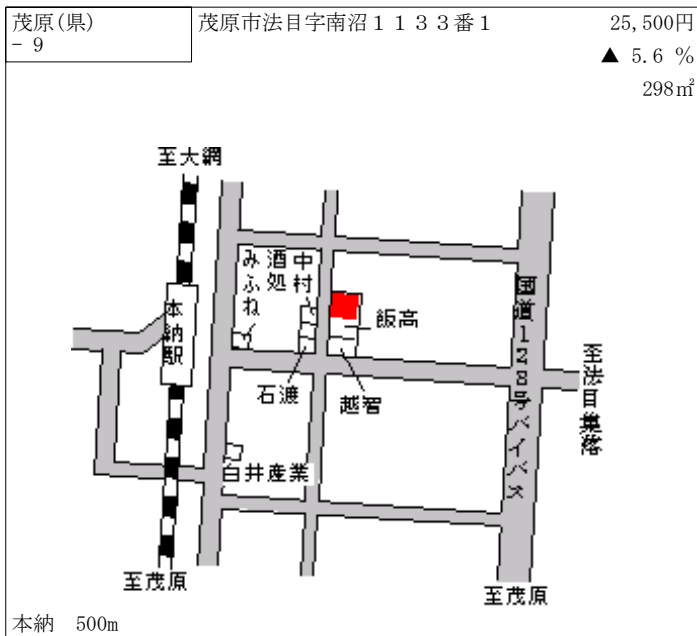 茂原(県)
- 9
茂原市法目字南沼1133番1
25,500円
▲ 5.6 %
298㎡
至大網
みふね
酒処
中村
飯高
本納駅
国道128号バイパス
至法目集落
石渡
越智
白井産業
至茂原
至茂原
本納 500m